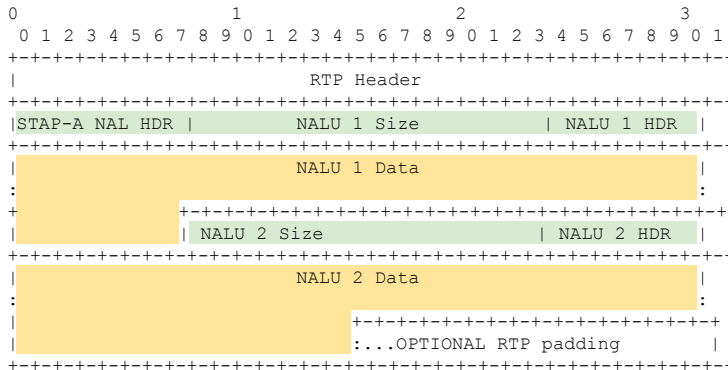 0                   1                   2                   3
 0 1 2 3 4 5 6 7 8 9 0 1 2 3 4 5 6 7 8 9 0 1 2 3 4 5 6 7 8 9 0 1
+-+-+-+-+-+-+-+-+-+-+-+-+-+-+-+-+-+-+-+-+-+-+-+-+-+-+-+-+-+-+-+-
|                          RTP Header
+-+-+-+-+-+-+-+-+-+-+-+-+-+-+-+-+-+-+-+-+-+-+-+-+-+-+-+-+-+-+-+-
|STAP-A NAL HDR |         NALU 1 Size           | NALU 1 HDR  |
+-+-+-+-+-+-+-+-+-+-+-+-+-+-+-+-+-+-+-+-+-+-+-+-+-+-+-+-+-+-+-+-
|                         NALU 1 Data                         |
:                                                             :
+               +-+-+-+-+-+-+-+-+-+-+-+-+-+-+-+-+-+-+-+-+-+-+-+-+
|               | NALU 2 Size                   | NALU 2 HDR  |
+-+-+-+-+-+-+-+-+-+-+-+-+-+-+-+-+-+-+-+-+-+-+-+-+-+-+-+-+-+-+-+-
|                         NALU 2 Data                         |
:                                                             :
|                               +-+-+-+-+-+-+-+-+-+-+-+-+-+-+-+-+
|                               :...OPTIONAL RTP padding        |
+-+-+-+-+-+-+-+-+-+-+-+-+-+-+-+-+-+-+-+-+-+-+-+-+-+-+-+-+-+-+-+-